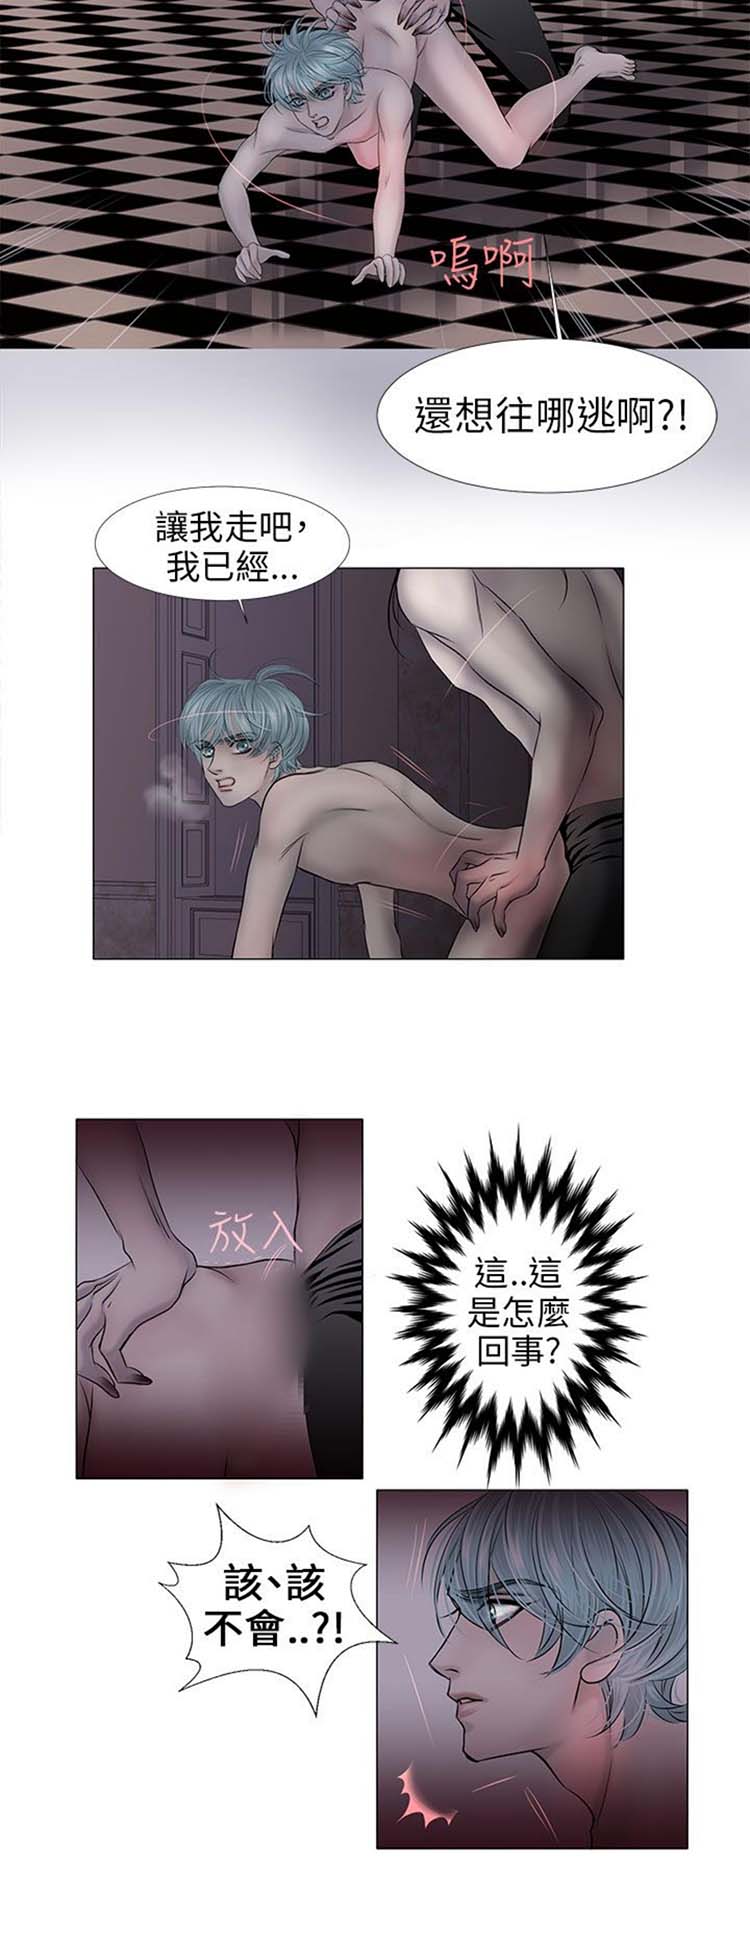 嗚啊
還想往哪逃啊?!
讓我走吧,
我已經...
放入
這..這
是怎麼
回事?
該、該
不會..?!